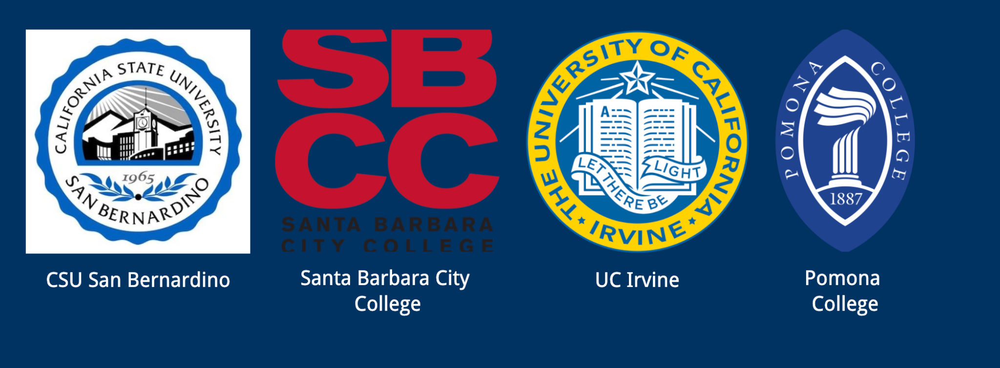 CALIFORNIA STATE UNIVERSITY
1965
SAN BERNARDINO
CSU San Bernardino
SB
CC
SANTA BARBARA
CITY COLLEGE
Santa Barbara City
College
THE UNIVERSITY OF CALIFORNIA
A
LET THERE BE LIGHT
IRVINE
UC Irvine
POMONA COLLEGE
1887
Pomona
College